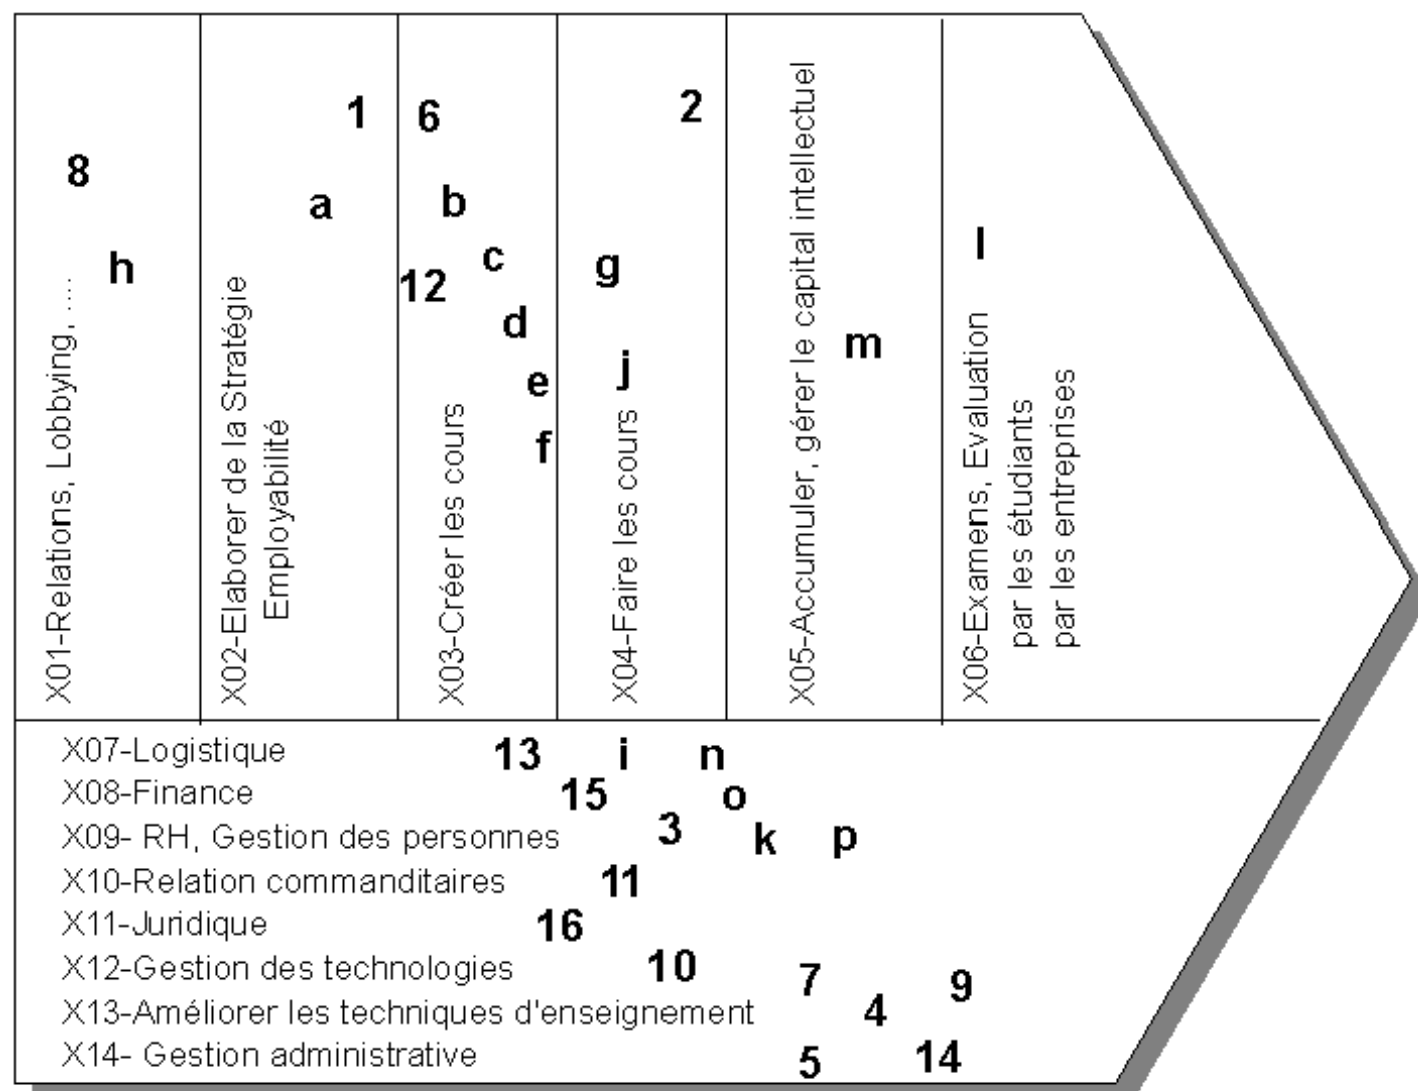 8
h
X01-Relations, Lobbying, ....
1
a
X02-Elaborer de la Stratégie
Employabilité
6
b
c
12
d
e
f
X03-Créer les cours
2
g
j
X04-Faire les cours
m
X05-Accumuler, gérer le capital intellectuel
l
X06-Examens, Evaluation
par les étudiants
par les entreprises
X07-Logistique 13 i n
X08-Finance 15 o
X09- RH, Gestion des personnes 3 k p
X10-Relation commanditaires 11
X11-Juridique 16
X12-Gestion des technologies 10 7 9
X13-Améliorer les techniques d'enseignement 4
X14- Gestion administrative 5 14